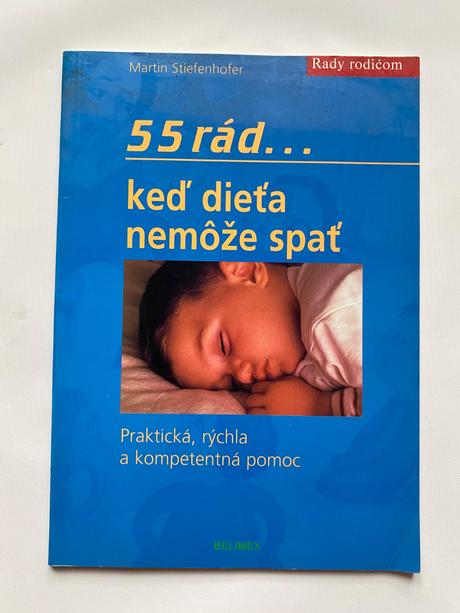 Martin Stiefenhofer
Rady rodičom
55 rád...
keď dieťa
nemôže spať
Praktická, rýchla
a kompetentná pomoc
BELIMEX